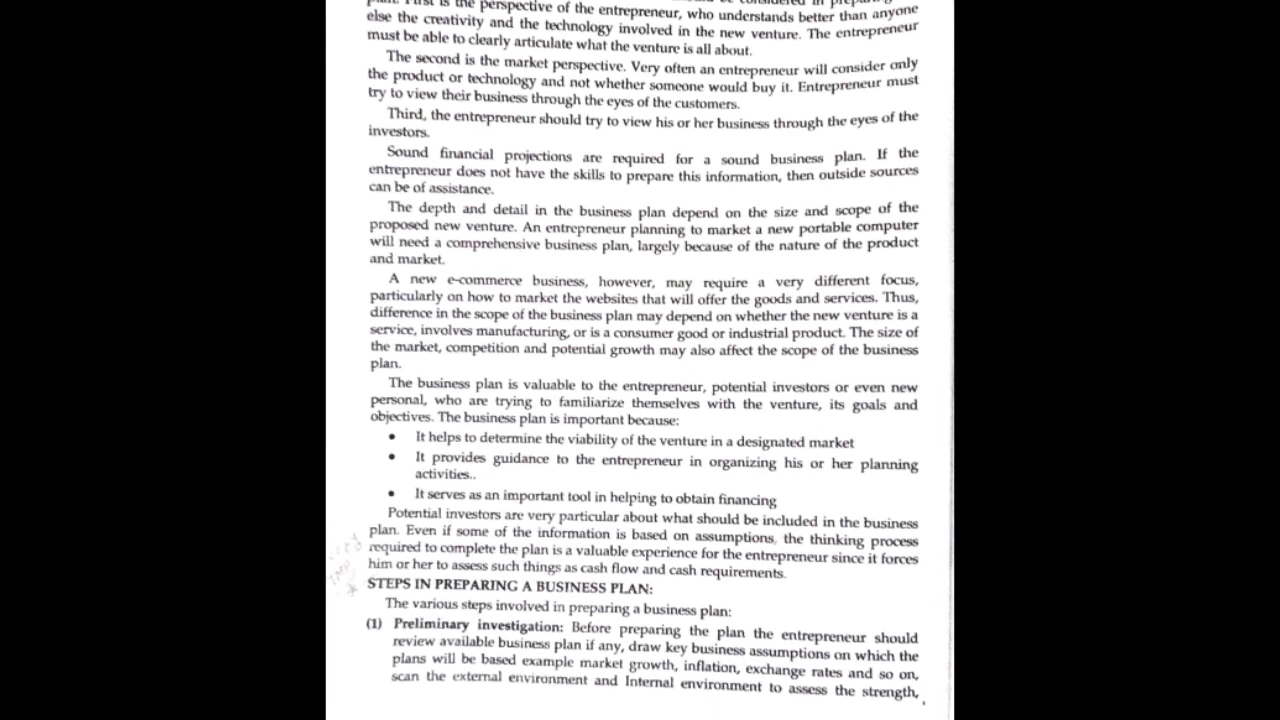 plan. First is the perspective of the entrepreneur, who understands better than anyone
else the creativity and the technology involved in the new venture. The entrepreneur
must be able to clearly articulate what the venture is all about.
The second is the market perspective. Very often an entrepreneur will consider only
the product or technology and not whether someone would buy it. Entrepreneur must
try to view their business through the eyes of the customers.
Third, the entrepreneur should try to view his or her business through the eyes of the
investors.
Sound financial projections are required for a sound business plan. If the
entrepreneur does not have the skills to prepare this information, then outside sources
can be of assistance.
The depth and detail in the business plan depend on the size and scope of the
proposed new venture. An entrepreneur planning to market a new portable computer
will need a comprehensive business plan, largely because of the nature of the product
and market.
A new e-commerce business, however, may require a very different focus,
particularly on how to market the websites that will offer the goods and services. Thus,
difference in the scope of the business plan may depend on whether the new venture is a
service, involves manufacturing, or is a consumer good or industrial product. The size of
the market, competition and potential growth may also affect the scope of the business
plan.
The business plan is valuable to the entrepreneur, potential investors or even new
personal, who are trying to familiarize themselves with the venture, its goals and
objectives. The business plan is important because:
• It helps to determine the viability of the venture in a designated market
• It provides guidance to the entrepreneur in organizing his or her planning
activities..
• It serves as an important tool in helping to obtain financing
Potential investors are very particular about what should be included in the business
plan. Even if some of the information is based on assumptions, the thinking process
required to complete the plan is a valuable experience for the entrepreneur since it forces
him or her to assess such things as cash flow and cash requirements.
STEPS IN PREPARING A BUSINESS PLAN:
The various steps involved in preparing a business plan:
(1) Preliminary investigation: Before preparing the plan the entrepreneur should
review available business plan if any, draw key business assumptions on which the
plans will be based example market growth, inflation, exchange rates and so on,
scan the external environment and Internal environment to assess the strength,